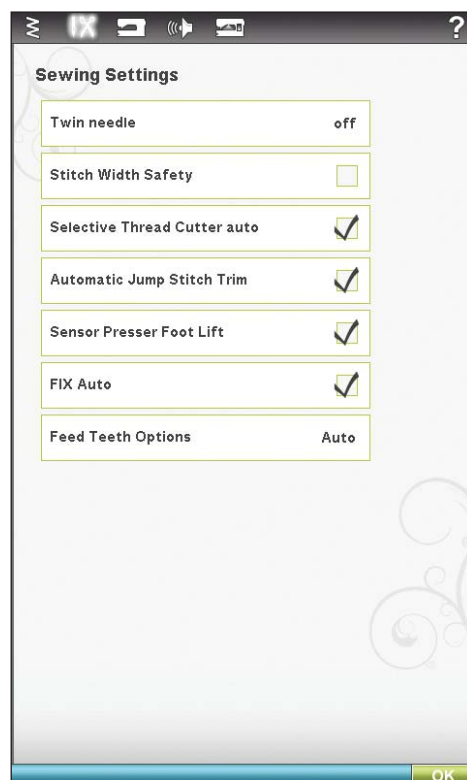 ?
Sewing Settings
Twin needle off
Stitch Width Safety
Selective Thread Cutter auto
Automatic Jump Stitch Trim
Sensor Presser Foot Lift
FIX Auto
Feed Teeth Options Auto
OK